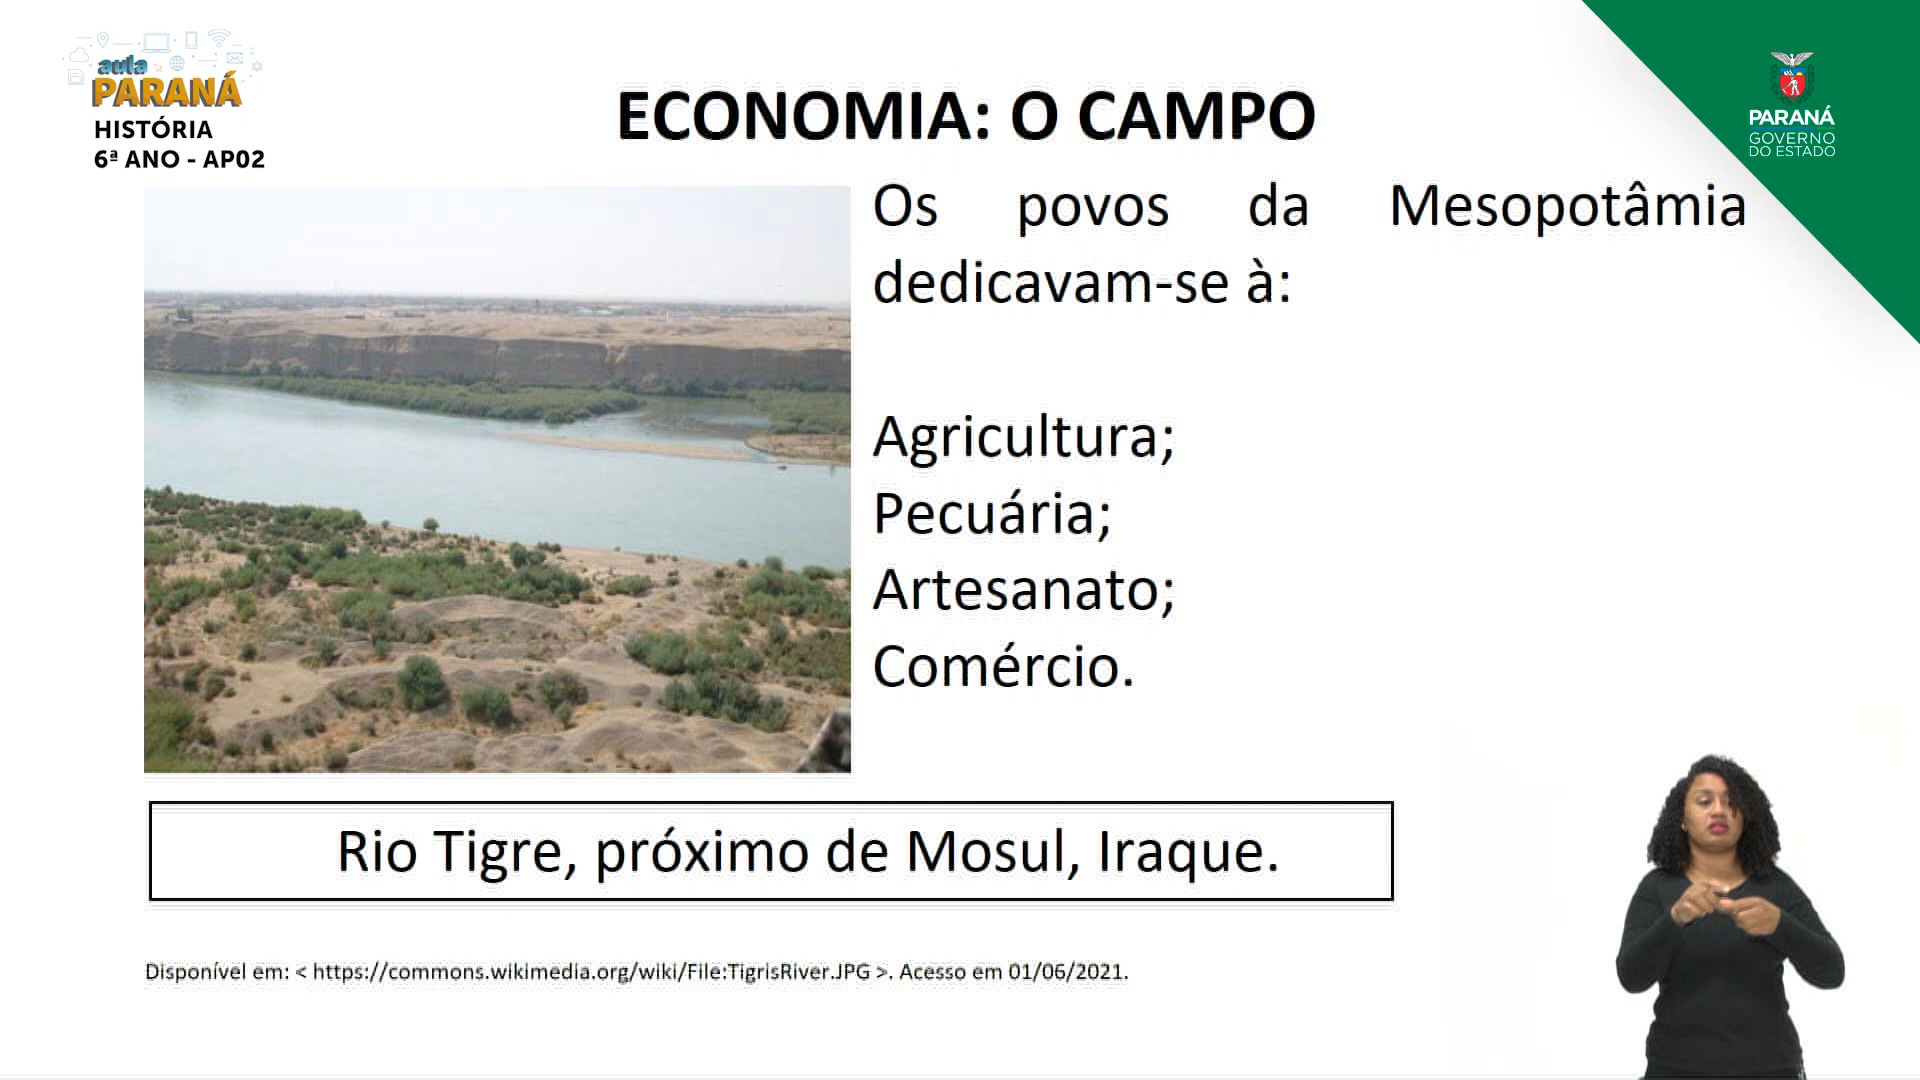 aula
PARANÁ
HISTÓRIA
6ª ANO - AP02
ECONOMIA: O CAMPO
PARANÁ
GOVERNO
DO ESTADO
Os povos da Mesopotâmia
dedicavam-se à:
Agricultura;
Pecuária;
Artesanato;
Comércio.
Rio Tigre, próximo de Mosul, Iraque.
Disponível em: < https://commons.wikimedia.org/wiki/File:TigrisRiver.JPG >. Acesso em 01/06/2021.